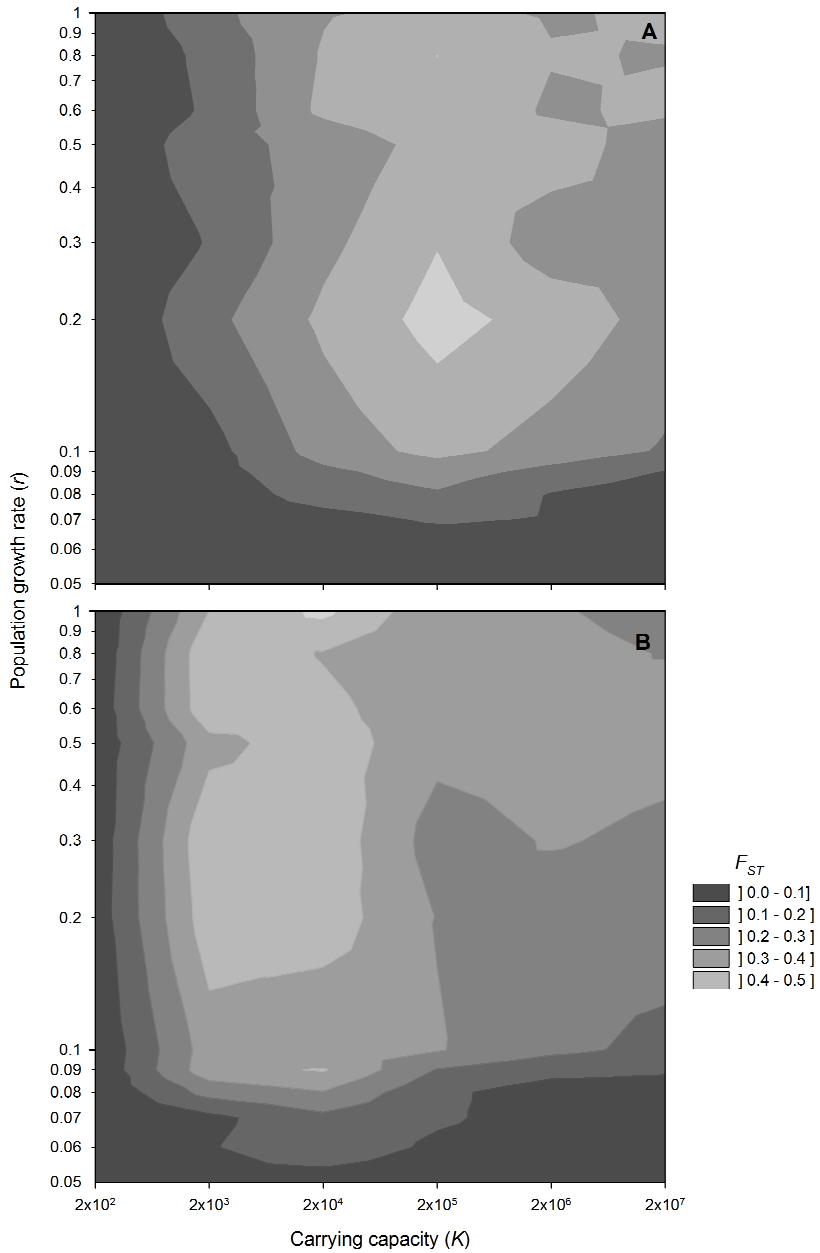 A
1
0.9
0.8
0.7
0.6
0.5
0.4
0.3
0.2
0.1
0.09
0.08
0.07
0.06
0.05
Population growth rate (r)
B
1
0.9
0.8
0.7
0.6
0.5
0.4
0.3
0.2
0.1
0.09
0.08
0.07
0.06
0.05
2x10² 2x10³ 2x10⁴ 2x10⁵ 2x10⁶ 2x10⁷
Carrying capacity (K)
F_ST
] 0.0 - 0.1]
] 0.1 - 0.2 ]
] 0.2 - 0.3 ]
] 0.3 - 0.4 ]
] 0.4 - 0.5 ]